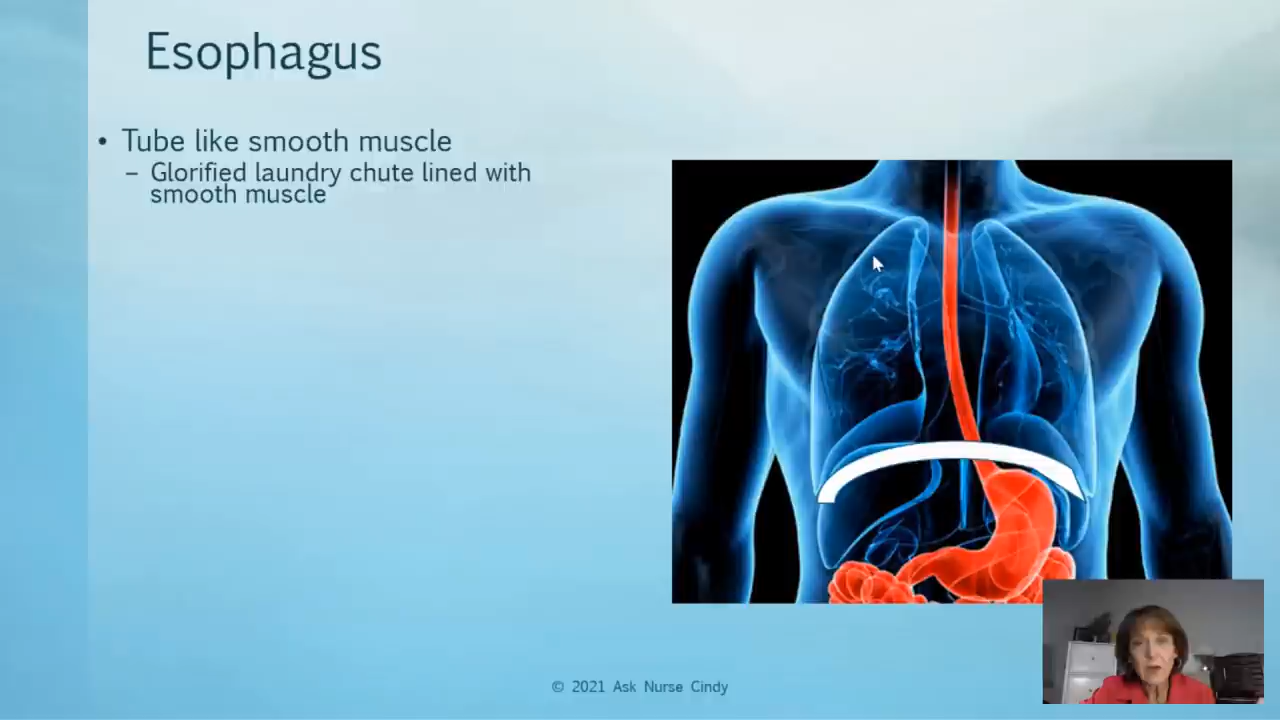 Esophagus
• Tube like smooth muscle
– Glorified laundry chute lined with
smooth muscle
© 2021 Ask Nurse Cindy